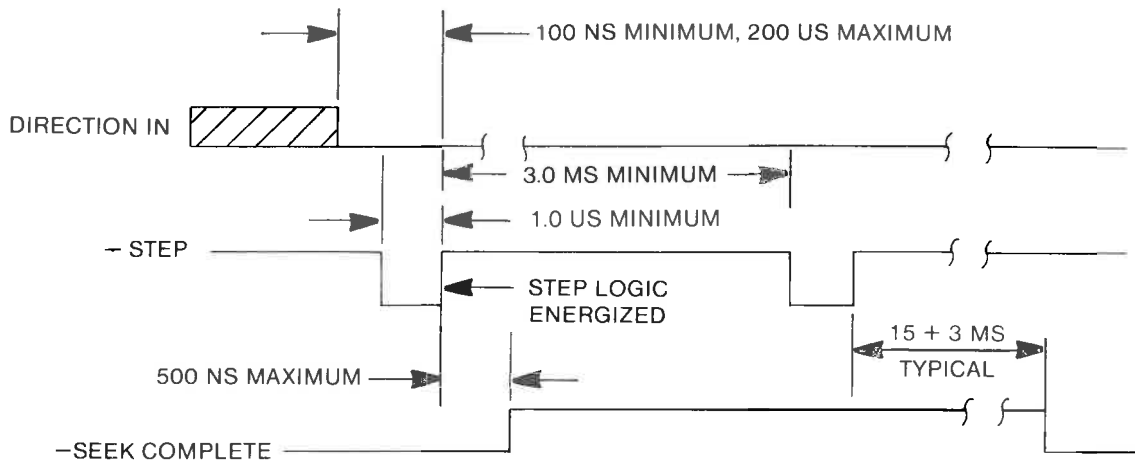 100 NS MINIMUM, 200 US MAXIMUM
DIRECTION IN
3.0 MS MINIMUM
1.0 US MINIMUM
– STEP
STEP LOGIC
ENERGIZED
15 + 3 MS
TYPICAL
500 NS MAXIMUM
–SEEK COMPLETE